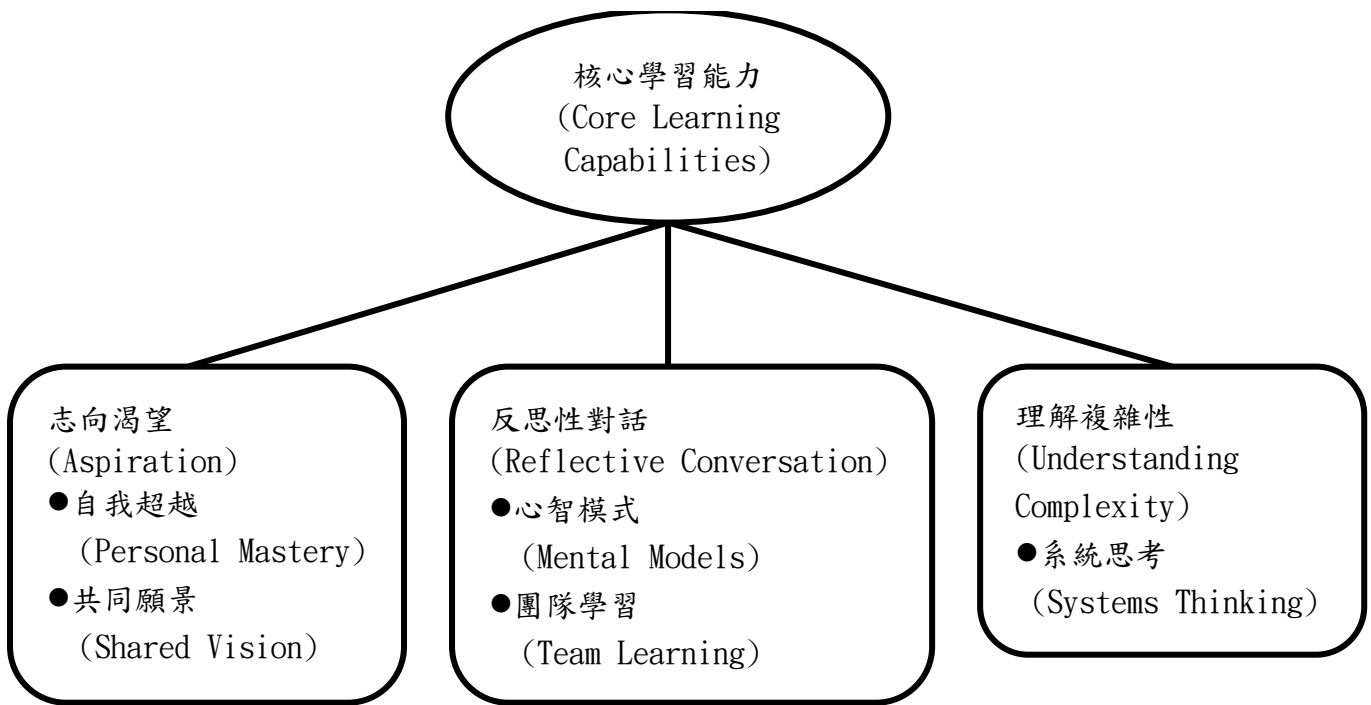 核心學習能力
(Core Learning
Capabilities)
志向渴望
(Aspiration)
●自我超越
(Personal Mastery)
●共同願景
(Shared Vision)
反思性對話
(Reflective Conversation)
●心智模式
(Mental Models)
●團隊學習
(Team Learning)
理解複雜性
(Understanding
Complexity)
●系統思考
(Systems Thinking)